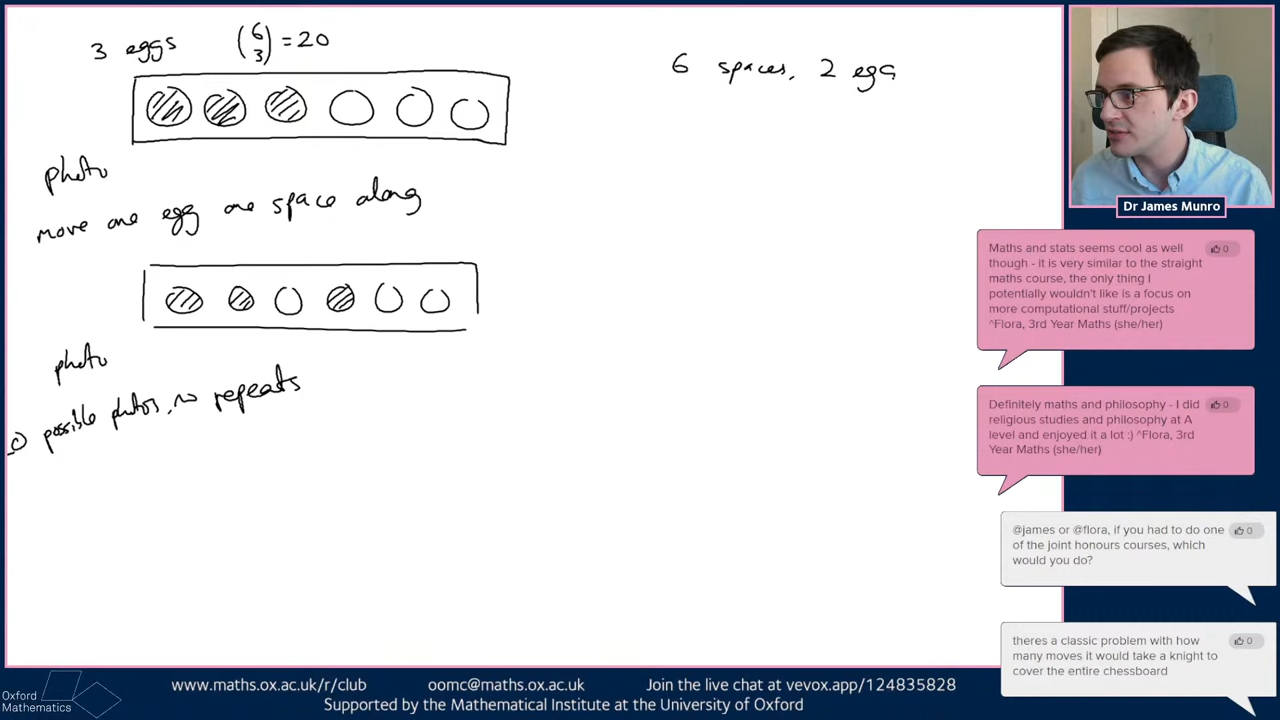 3 eggs (6 3) = 20
photo
move one egg one space along
photo
possible photos, no repeats
6 spaces, 2 egg
Dr James Munro
Maths and stats seems cool as well
though - it is very similar to the straight
maths course, the only thing I
potentially wouldn't like is a focus on
more computational stuff/projects
^Flora, 3rd Year Maths (she/her)
0
Definitely maths and philosophy - I did
religious studies and philosophy at A
level and enjoyed it a lot :) ^Flora, 3rd
Year Maths (she/her)
0
@james or @flora, if you had to do one
of the joint honours courses, which
would you do?
0
theres a classic problem with how
many moves it would take a knight to
cover the entire chessboard
0
Oxford
Mathematics
www.maths.ox.ac.uk/r/club oomc@maths.ox.ac.uk Join the live chat at vevox.app/124835828
Supported by the Mathematical Institute at the University of Oxford